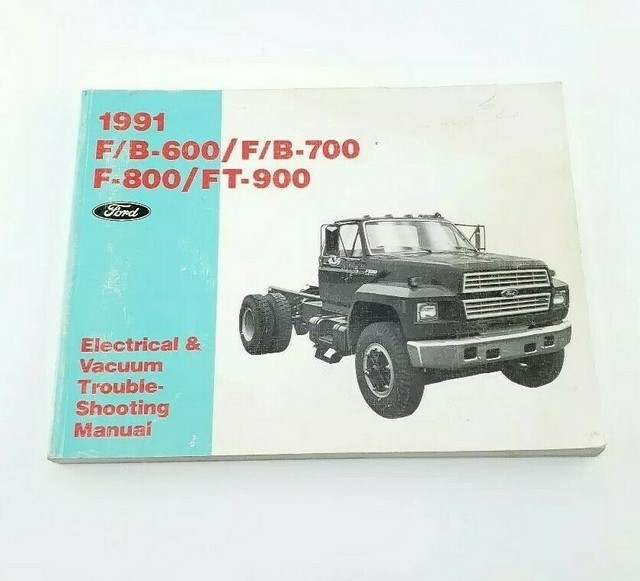 1991
F/B-600/F/B-700
F-800/FT-900
Ford
Electrical &
Vacuum
Trouble-
Shooting
Manual